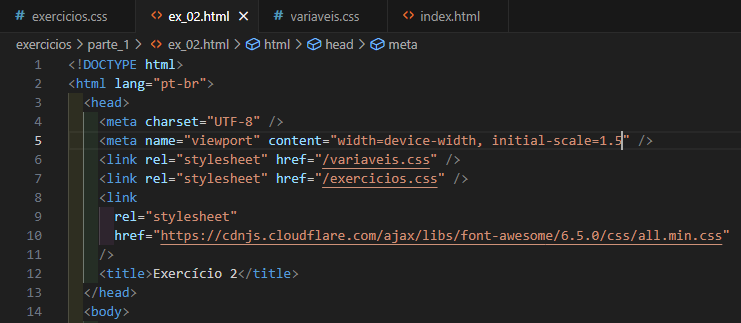 # exercicios.css <> ex_02.html × # variaveis.css <> index.html
exercicios > parte_1 > <> ex_02.html > html > head > meta
1 <!DOCTYPE html>
2 <html lang="pt-br">
3 <head>
4 <meta charset="UTF-8" />
5 <meta name="viewport" content="width=device-width, initial-scale=1.5" />
6 <link rel="stylesheet" href="/variaveis.css" />
7 <link rel="stylesheet" href="/exercicios.css" />
8 <link
9 rel="stylesheet"
10 href="https://cdnjs.cloudflare.com/ajax/libs/font-awesome/6.5.0/css/all.min.css"
11 />
12 <title>Exercício 2</title>
13 </head>
14 <body>